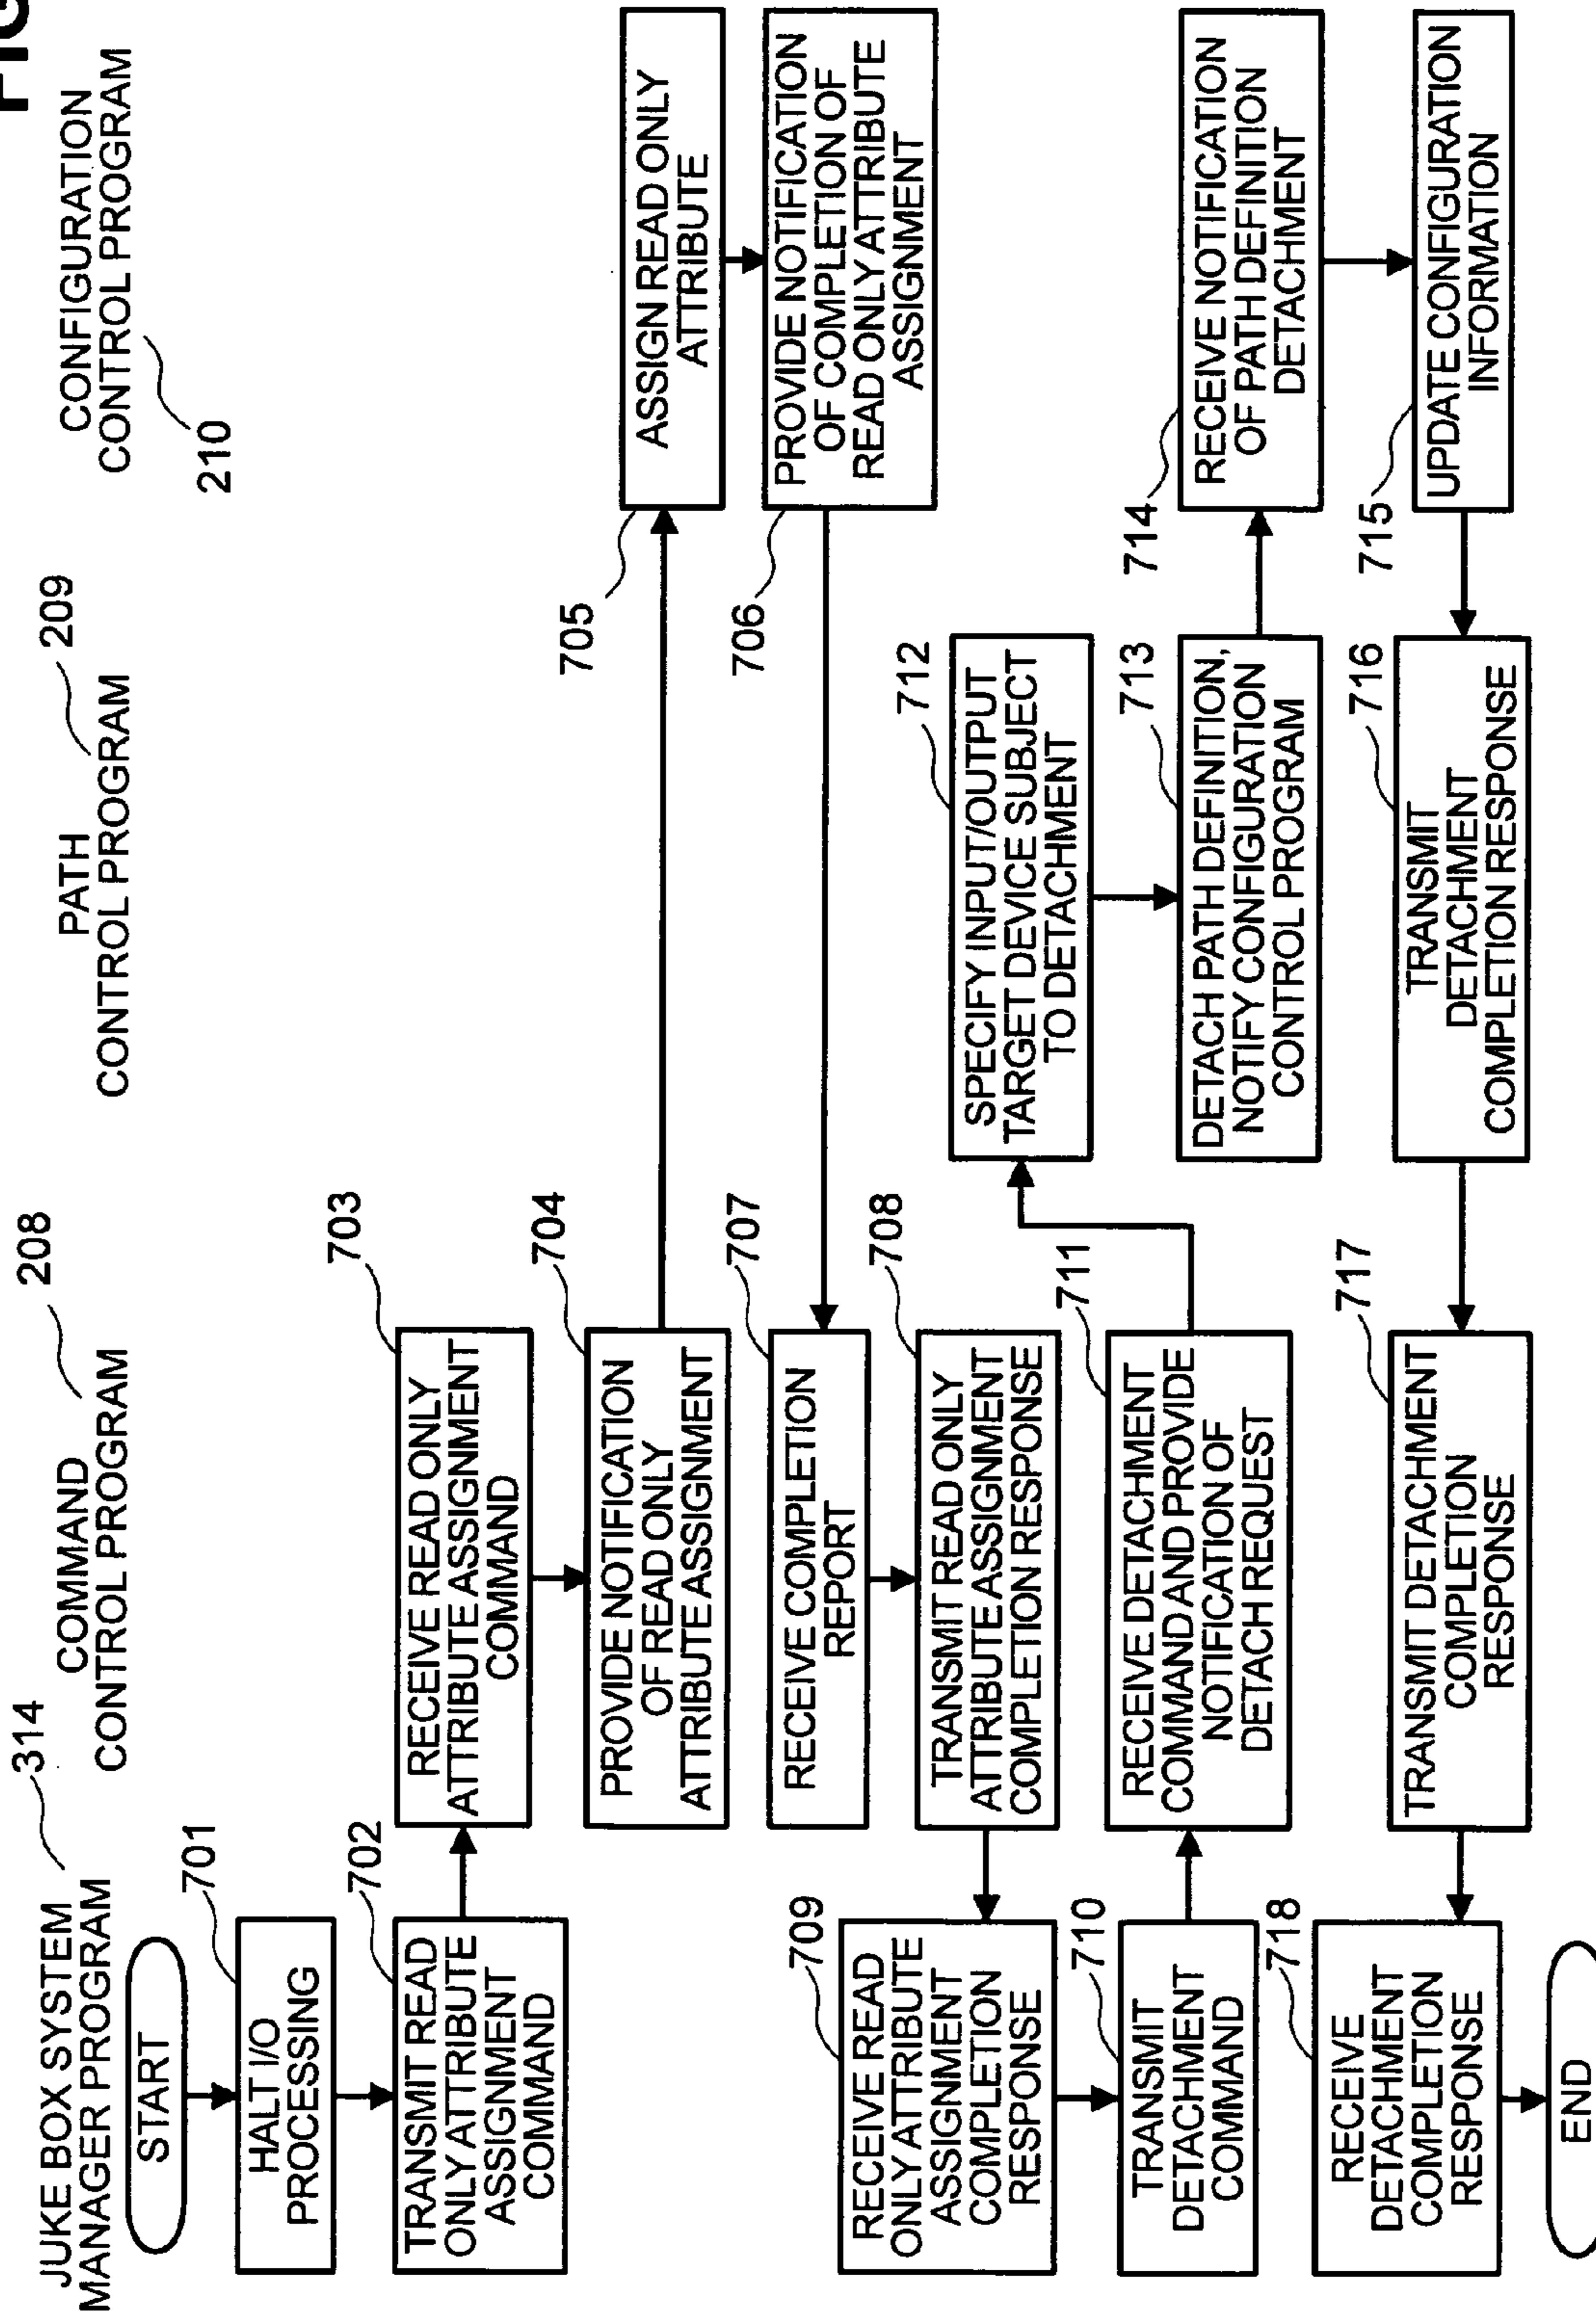 FIG
JUKE BOX SYSTEM
MANAGER PROGRAM
314
COMMAND
CONTROL PROGRAM
208
PATH
CONTROL PROGRAM
209
CONFIGURATION
CONTROL PROGRAM
210
START
701
HALT I/O
PROCESSING
702
TRANSMIT READ
ONLY ATTRIBUTE
ASSIGNMENT
COMMAND
703
RECEIVE READ ONLY
ATTRIBUTE ASSIGNMENT
COMMAND
704
PROVIDE NOTIFICATION
OF READ ONLY
ATTRIBUTE ASSIGNMENT
705
ASSIGN READ ONLY
ATTRIBUTE
706
PROVIDE NOTIFICATION
OF COMPLETION OF
READ ONLY ATTRIBUTE
ASSIGNMENT
707
RECEIVE COMPLETION
REPORT
708
TRANSMIT READ ONLY
ATTRIBUTE ASSIGNMENT
COMPLETION RESPONSE
709
RECEIVE READ
ONLY ATTRIBUTE
ASSIGNMENT
COMPLETION
RESPONSE
710
TRANSMIT
DETACHMENT
COMMAND
711
RECEIVE DETACHMENT
COMMAND AND PROVIDE
NOTIFICATION OF
DETACH REQUEST
712
SPECIFY INPUT/OUTPUT
TARGET DEVICE SUBJECT
TO DETACHMENT
713
DETACH PATH DEFINITION,
NOTIFY CONFIGURATION
CONTROL PROGRAM
714
RECEIVE NOTIFICATION
OF PATH DEFINITION
DETACHMENT
715
UPDATE CONFIGURATION
INFORMATION
716
TRANSMIT
DETACHMENT
COMPLETION RESPONSE
717
TRANSMIT DETACHMENT
COMPLETION
RESPONSE
718
RECEIVE
DETACHMENT
COMPLETION
RESPONSE
END